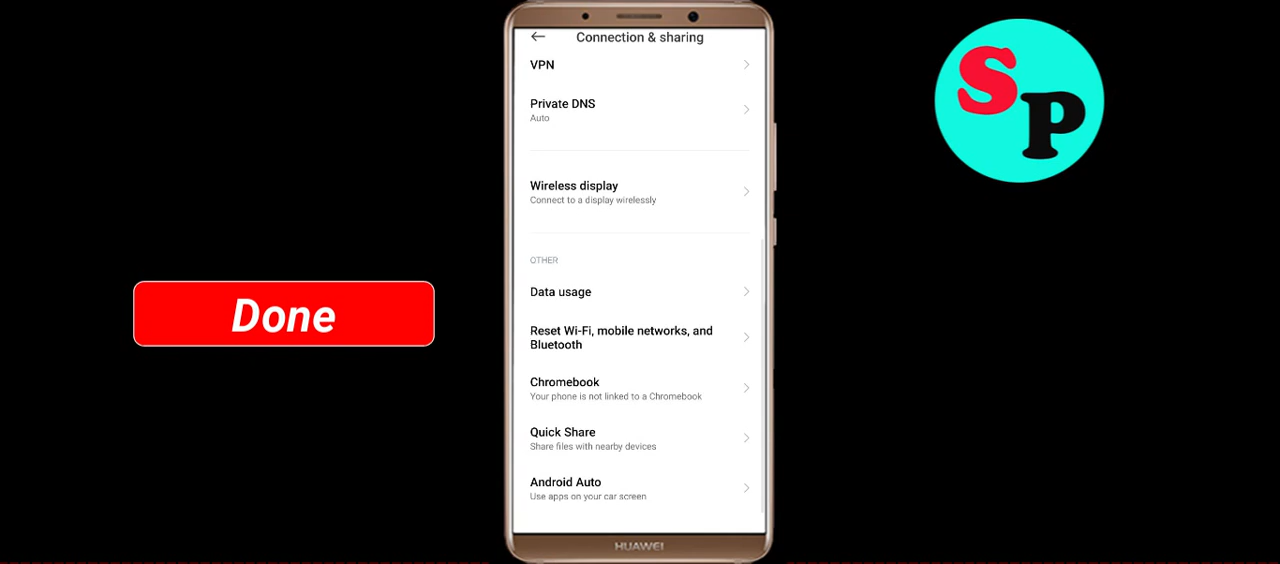 Connection & sharing
VPN
Private DNS
Auto
Wireless display
Connect to a display wirelessly
OTHER
Data usage
Reset Wi-Fi, mobile networks, and
Bluetooth
Chromebook
Your phone is not linked to a Chromebook
Quick Share
Share files with nearby devices
Android Auto
Use apps on your car screen
HUAWEI
Done
SP